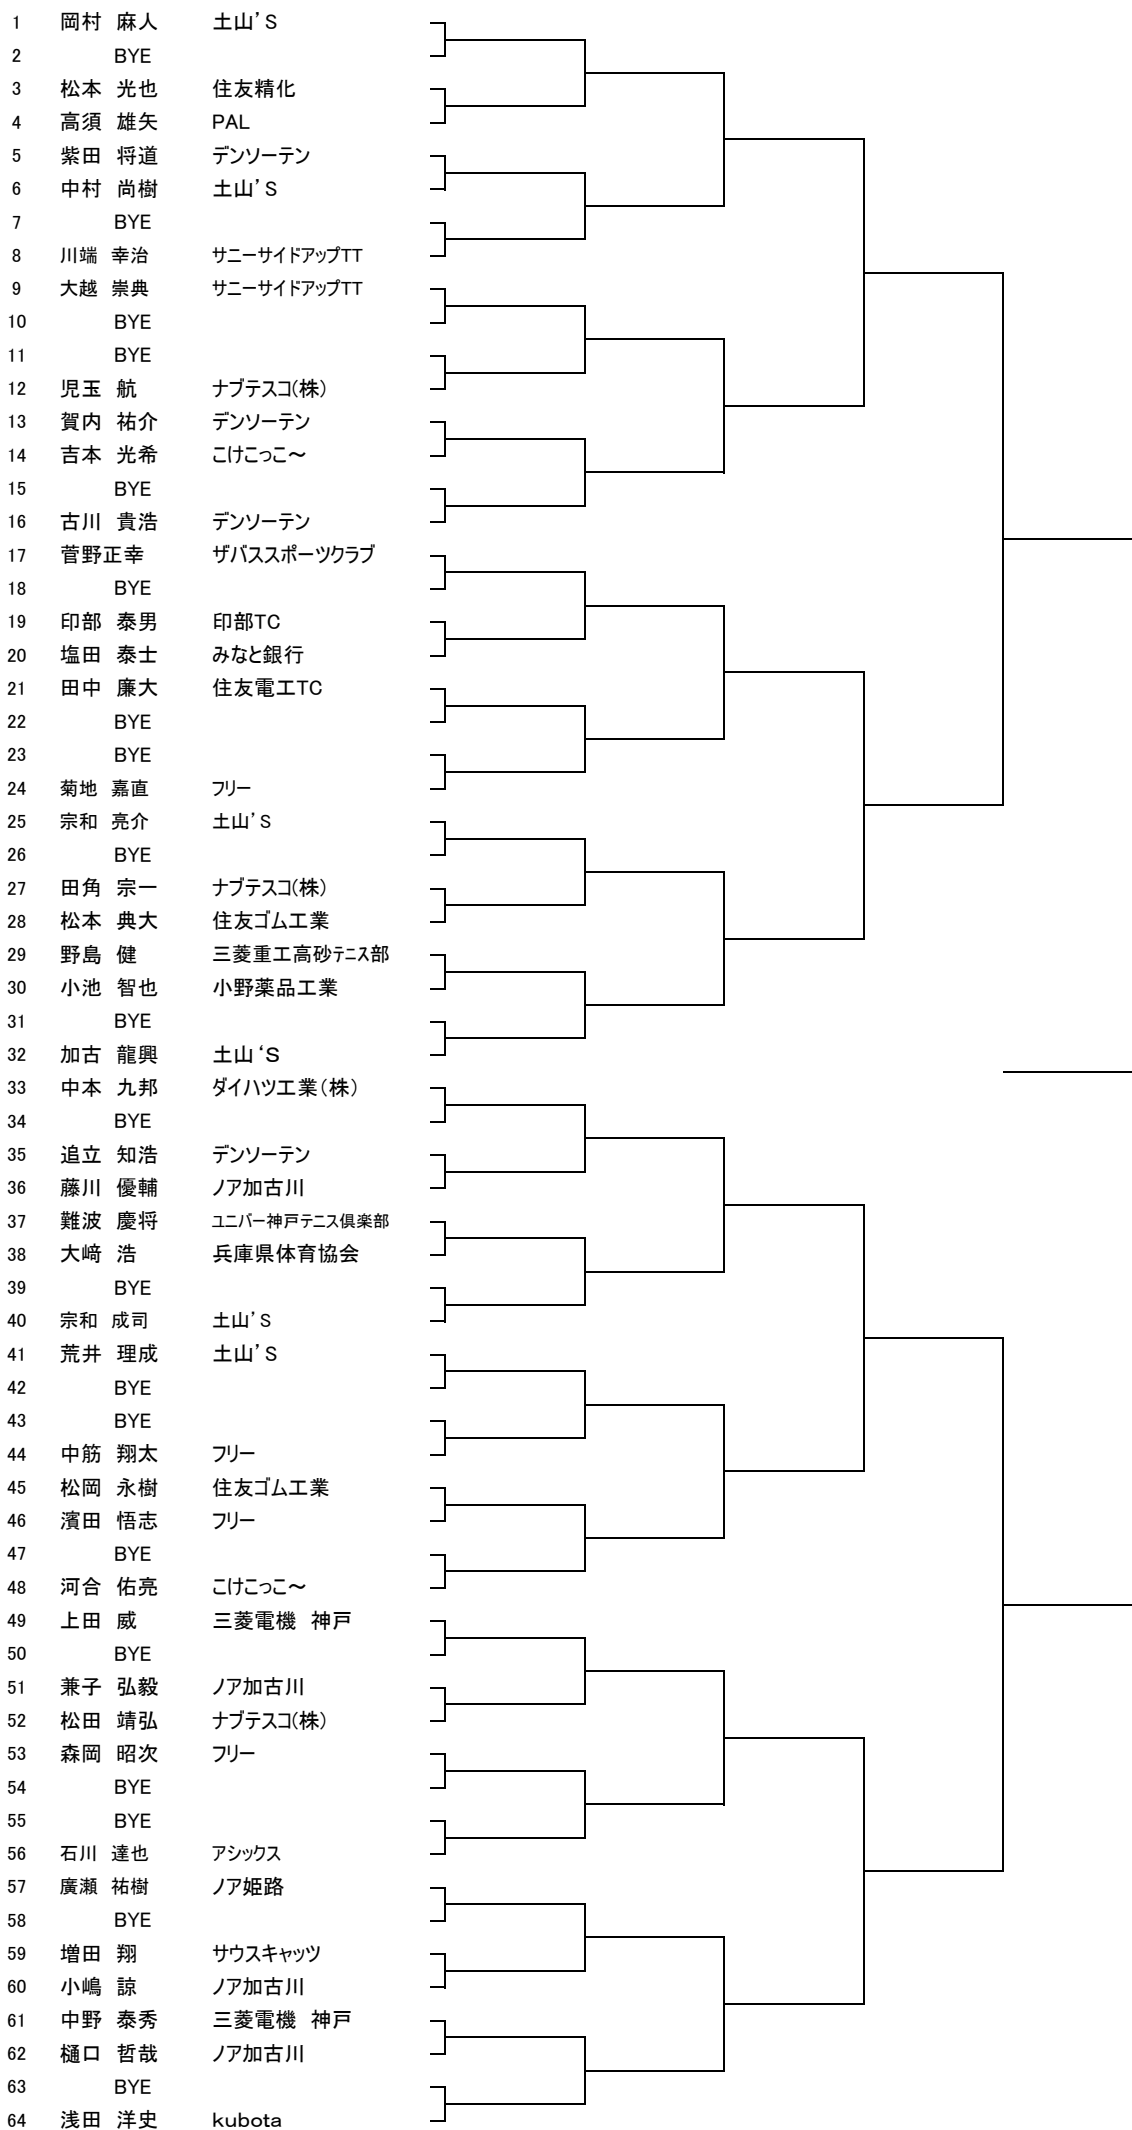 1 岡村 麻人 土山’S
2 BYE
3 松本 光也 住友精化
4 高須 雄矢 PAL
5 紫田 将道 デンソーテン
6 中村 尚樹 土山’S
7 BYE
8 川端 幸治 サニーサイドアップTT
9 大越 崇典 サニーサイドアップTT
10 BYE
11 BYE
12 児玉 航 ナブテスコ(株)
13 賀内 祐介 デンソーテン
14 吉本 光希 こけこっこ～
15 BYE
16 古川 貴浩 デンソーテン
17 菅野正幸 ザバススポーツクラブ
18 BYE
19 印部 泰男 印部TC
20 塩田 泰士 みなと銀行
21 田中 廉大 住友電工TC
22 BYE
23 BYE
24 菊地 嘉直 フリー
25 宗和 亮介 土山’S
26 BYE
27 田角 宗一 ナブテスコ(株)
28 松本 典大 住友ゴム工業
29 野島 健 三菱重工高砂テニス部
30 小池 智也 小野薬品工業
31 BYE
32 加古 龍興 土山‘S
33 中本 九邦 ダイハツ工業（株）
34 BYE
35 追立 知浩 デンソーテン
36 藤川 優輔 ノア加古川
37 難波 慶将 ユニバー神戸テニス倶楽部
38 大﨑 浩 兵庫県体育協会
39 BYE
40 宗和 成司 土山’S
41 荒井 理成 土山’S
42 BYE
43 BYE
44 中筋 翔太 フリー
45 松岡 永樹 住友ゴム工業
46 濱田 悟志 フリー
47 BYE
48 河合 佑亮 こけこっこ～
49 上田 威 三菱電機 神戸
50 BYE
51 兼子 弘毅 ノア加古川
52 松田 靖弘 ナブテスコ(株)
53 森岡 昭次 フリー
54 BYE
55 BYE
56 石川 達也 アシックス
57 廣瀬 祐樹 ノア姫路
58 BYE
59 増田 翔 サウスキャッツ
60 小嶋 諒 ノア加古川
61 中野 泰秀 三菱電機 神戸
62 樋口 哲哉 ノア加古川
63 BYE
64 浅田 洋史 kubota